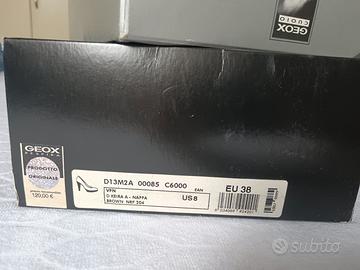 GEOX
CUOIO
GEOX
RESPIRA
PRODOTTO
ORIGINALE
120,00 €
D13M2A 00085 C6000
VPN
EAN
EU 38
D KEIRA A - NAPPA
US 8
BROWN NRF 204
subito